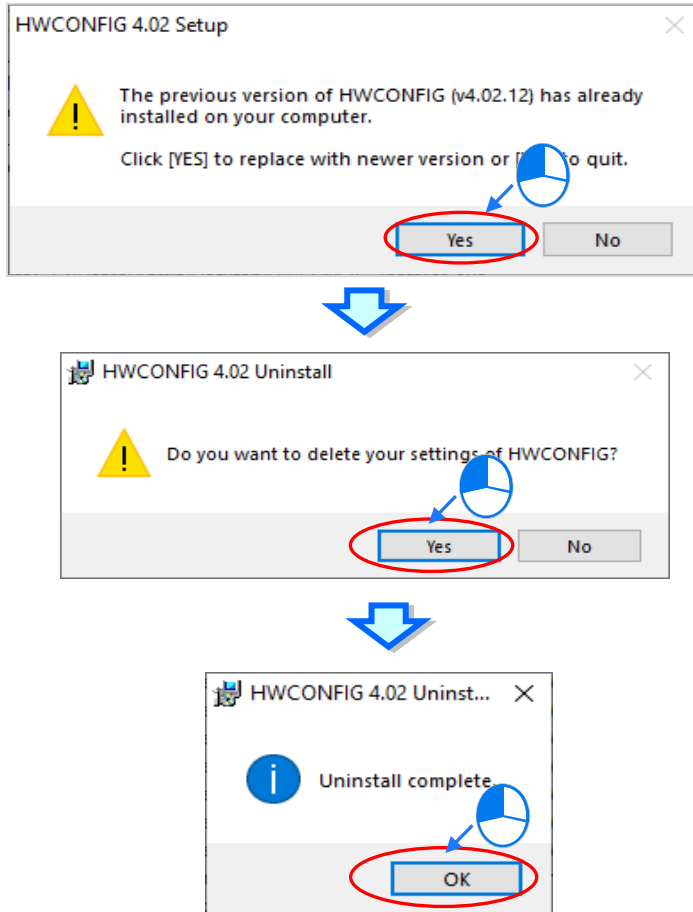 HWCONFIG 4.02 Setup
The previous version of HWCONFIG (v4.02.12) has already
installed on your computer.
Click [YES] to replace with newer version or to quit.
Yes No
HWCONFIG 4.02 Uninstall
Do you want to delete your settings of HWCONFIG?
Yes No
HWCONFIG 4.02 Uninst...
Uninstall complete.
OK